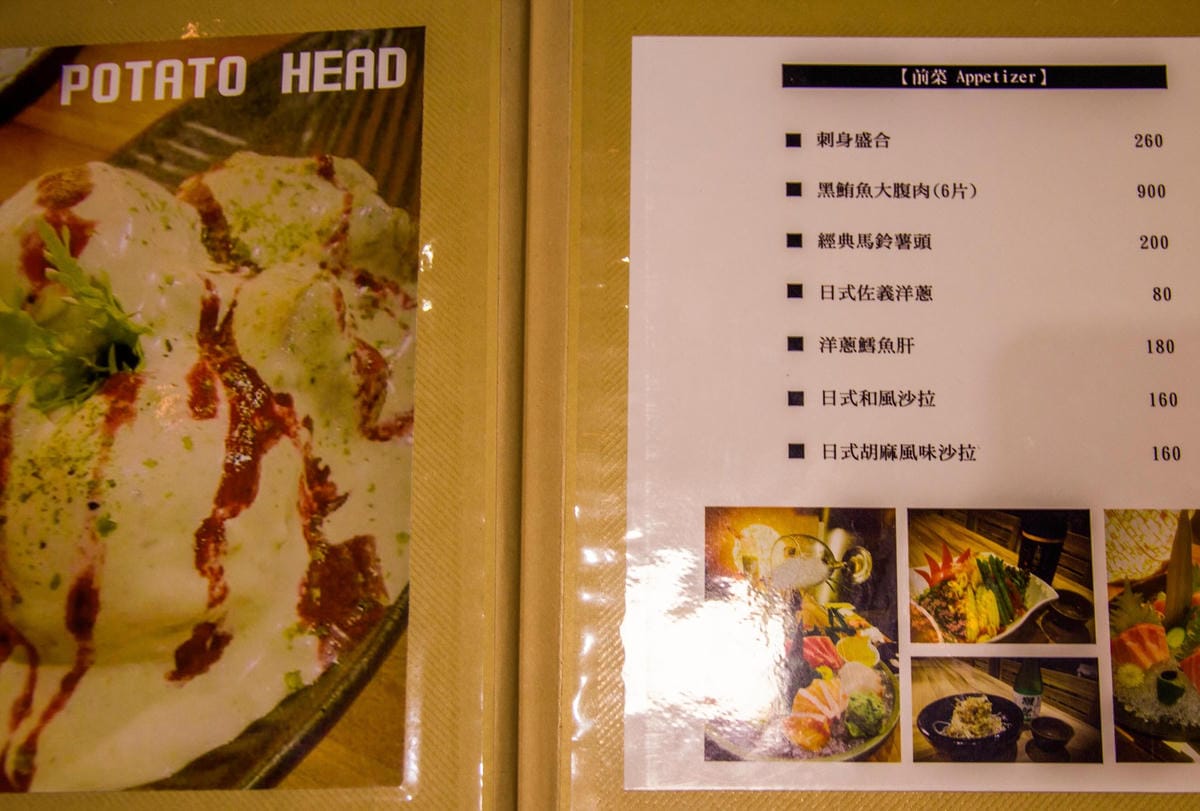 POTATO HEAD
【前菜 Appetizer】
■ 刺身盛合 260
■ 黑鮪魚大腹肉(6片) 900
■ 經典馬鈴薯頭 200
■ 日式佐義洋蔥 80
■ 洋蔥鱈魚肝 180
■ 日式和風沙拉 160
■ 日式胡麻風味沙拉 160